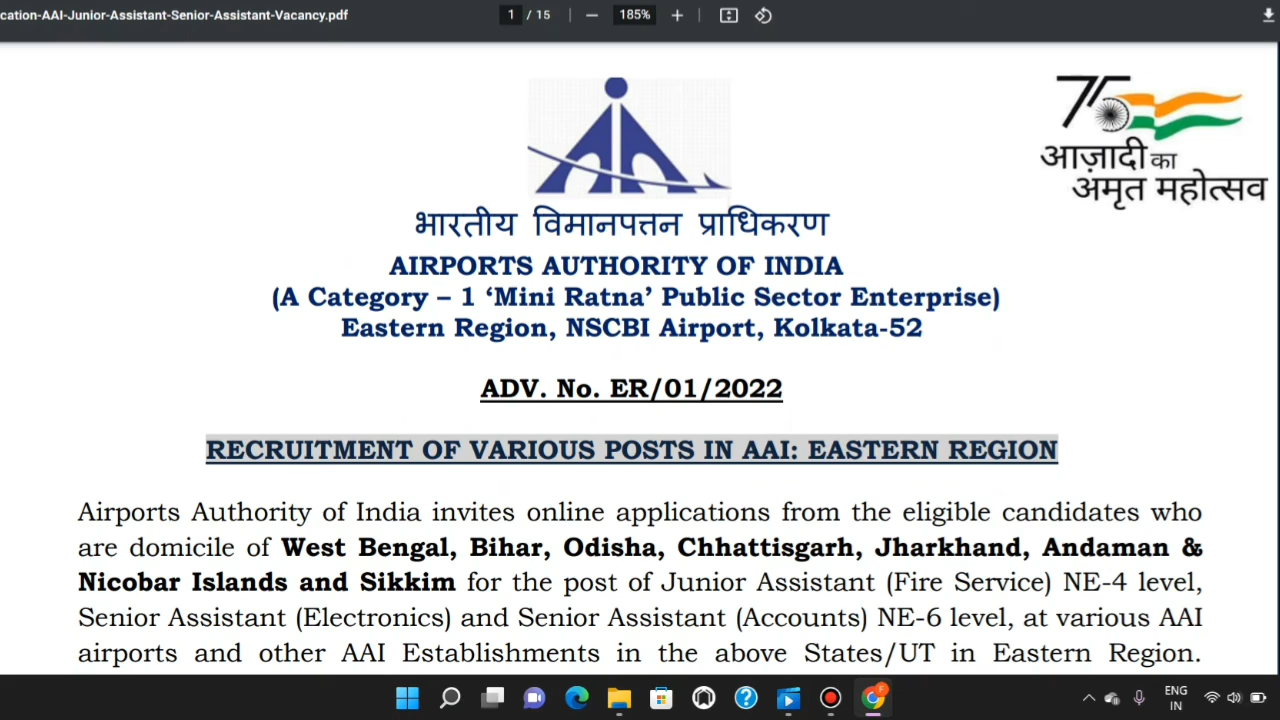 cation-AAI-Junior-Assistant-Senior-Assistant-Vacancy.pdf
1 / 15
185%
75
आज़ादी का
अमृत महोत्सव
भारतीय विमानपत्तन प्राधिकरण
AIRPORTS AUTHORITY OF INDIA
(A Category – 1 ‘Mini Ratna’ Public Sector Enterprise)
Eastern Region, NSCBI Airport, Kolkata-52
ADV. No. ER/01/2022
RECRUITMENT OF VARIOUS POSTS IN AAI: EASTERN REGION
Airports Authority of India invites online applications from the eligible candidates who
are domicile of West Bengal, Bihar, Odisha, Chhattisgarh, Jharkhand, Andaman &
Nicobar Islands and Sikkim for the post of Junior Assistant (Fire Service) NE-4 level,
Senior Assistant (Electronics) and Senior Assistant (Accounts) NE-6 level, at various AAI
airports and other AAI Establishments in the above States/UT in Eastern Region.
ENG
IN